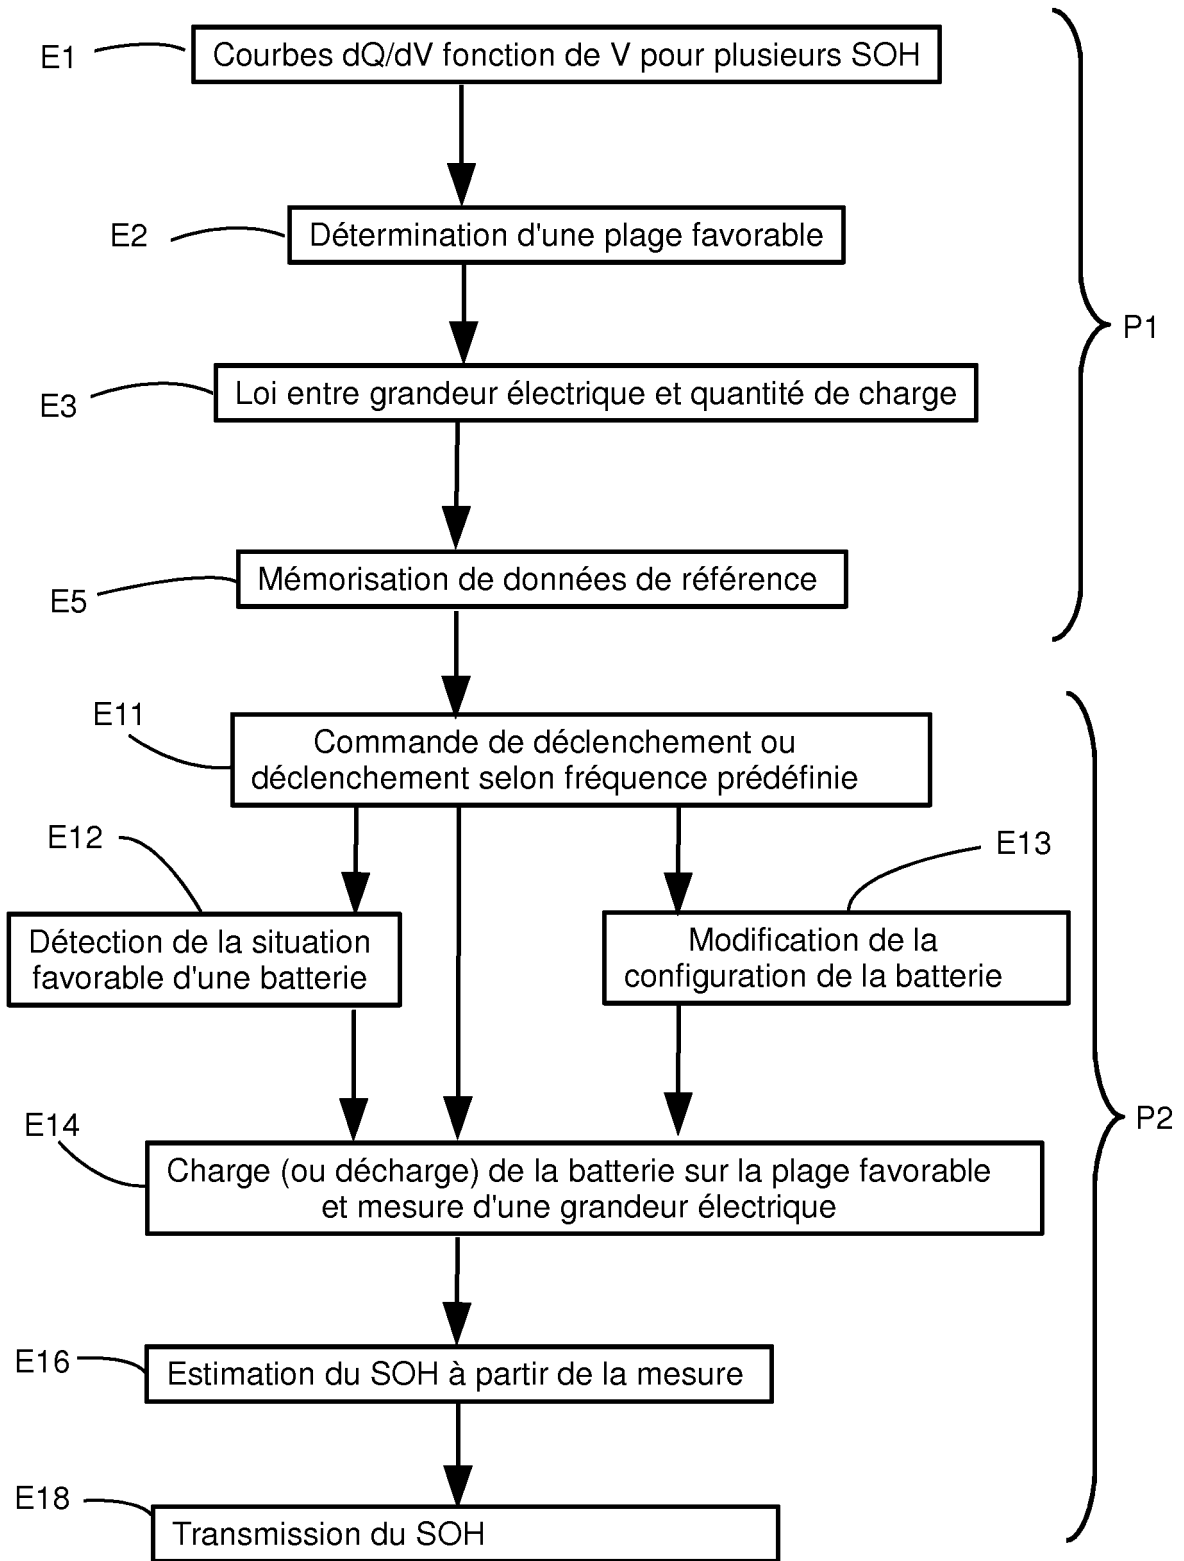 E1
Courbes dQ/dV fonction de V pour plusieurs SOH
E2
Détermination d'une plage favorable
P1
E3
Loi entre grandeur électrique et quantité de charge
E5
Mémorisation de données de référence
E11
Commande de déclenchement ou
déclenchement selon fréquence prédéfinie
E12
E13
Détection de la situation
favorable d'une batterie
Modification de la
configuration de la batterie
P2
E14
Charge (ou décharge) de la batterie sur la plage favorable
et mesure d'une grandeur électrique
E16
Estimation du SOH à partir de la mesure
E18
Transmission du SOH